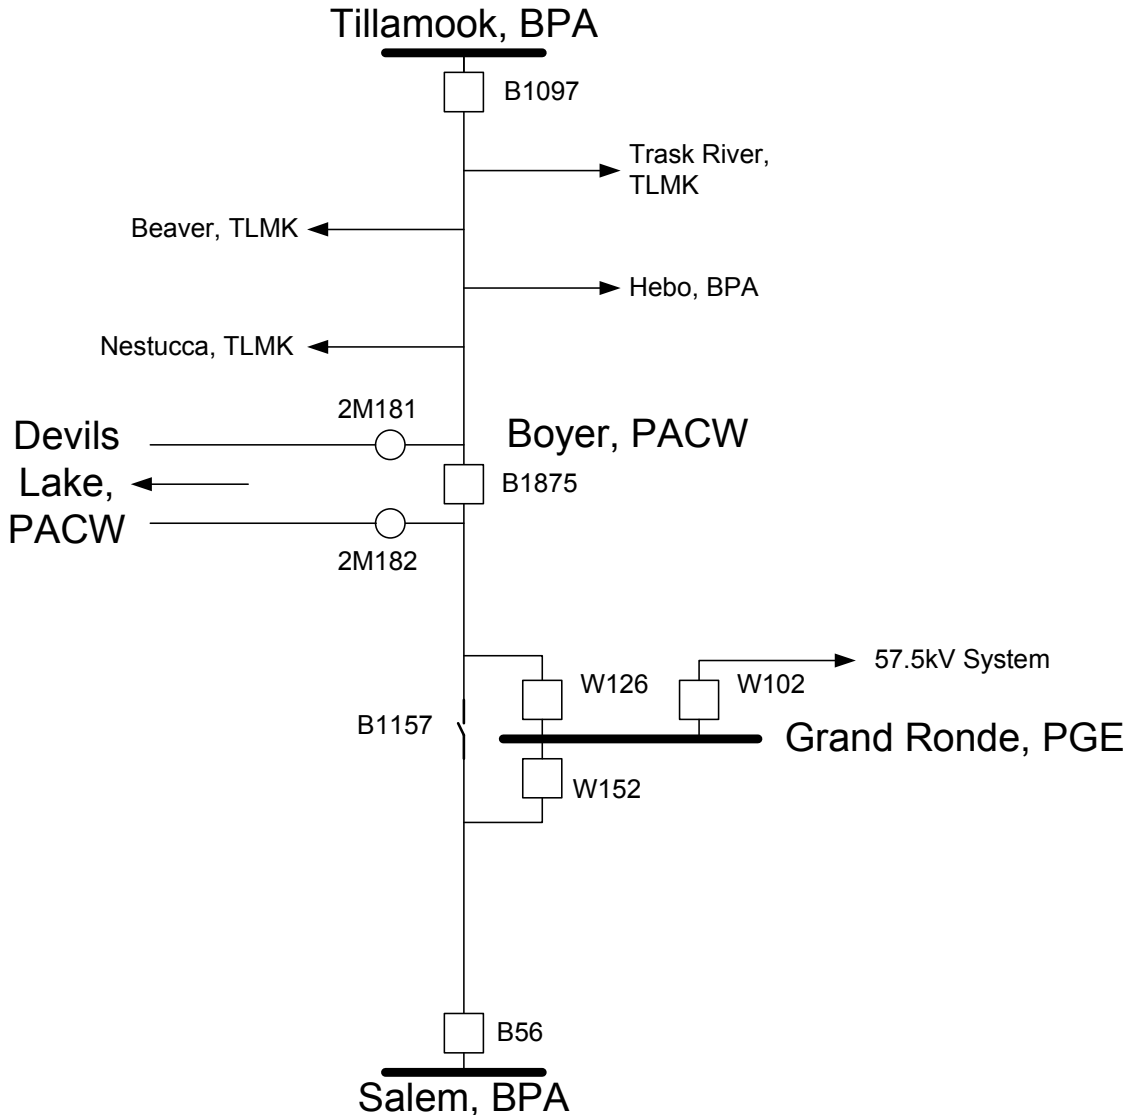 Tillamook, BPA
B1097
Trask River,
TLMK
Beaver, TLMK
Hebo, BPA
Nestucca, TLMK
2M181
Devils
Lake,
PACW
Boyer, PACW
B1875
2M182
57.5kV System
W126
W102
B1157
Grand Ronde, PGE
W152
B56
Salem, BPA